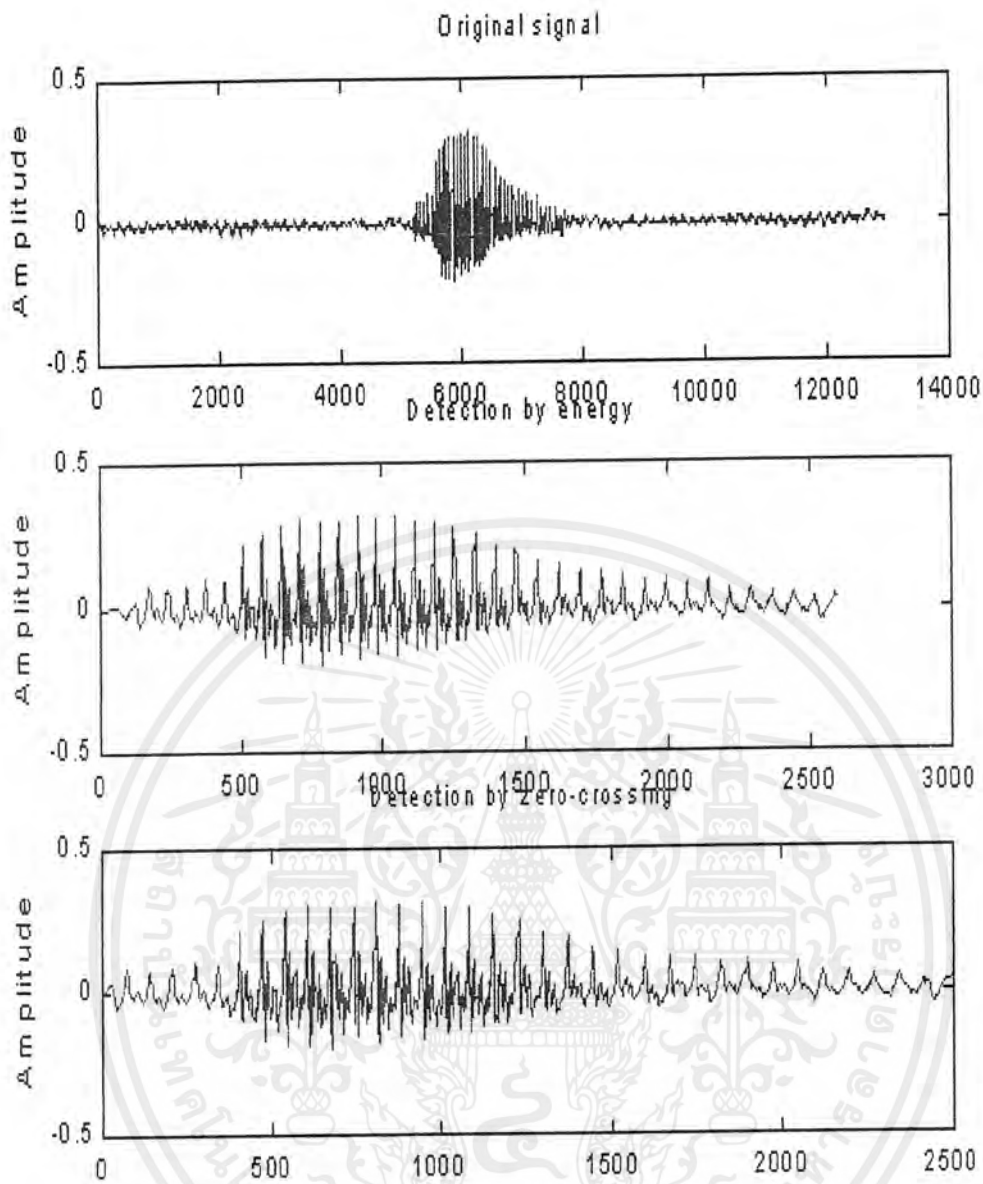 Original signal
0.5
Amplitude
0
-0.5
0 2000 4000 6000 8000 10000 12000 14000
Detection by energy
0.5
Amplitude
0
-0.5
0 500 1000 1500 2000 2500 3000
Detection by zero-crossing
0.5
Amplitude
0
-0.5
0 500 1000 1500 2000 2500